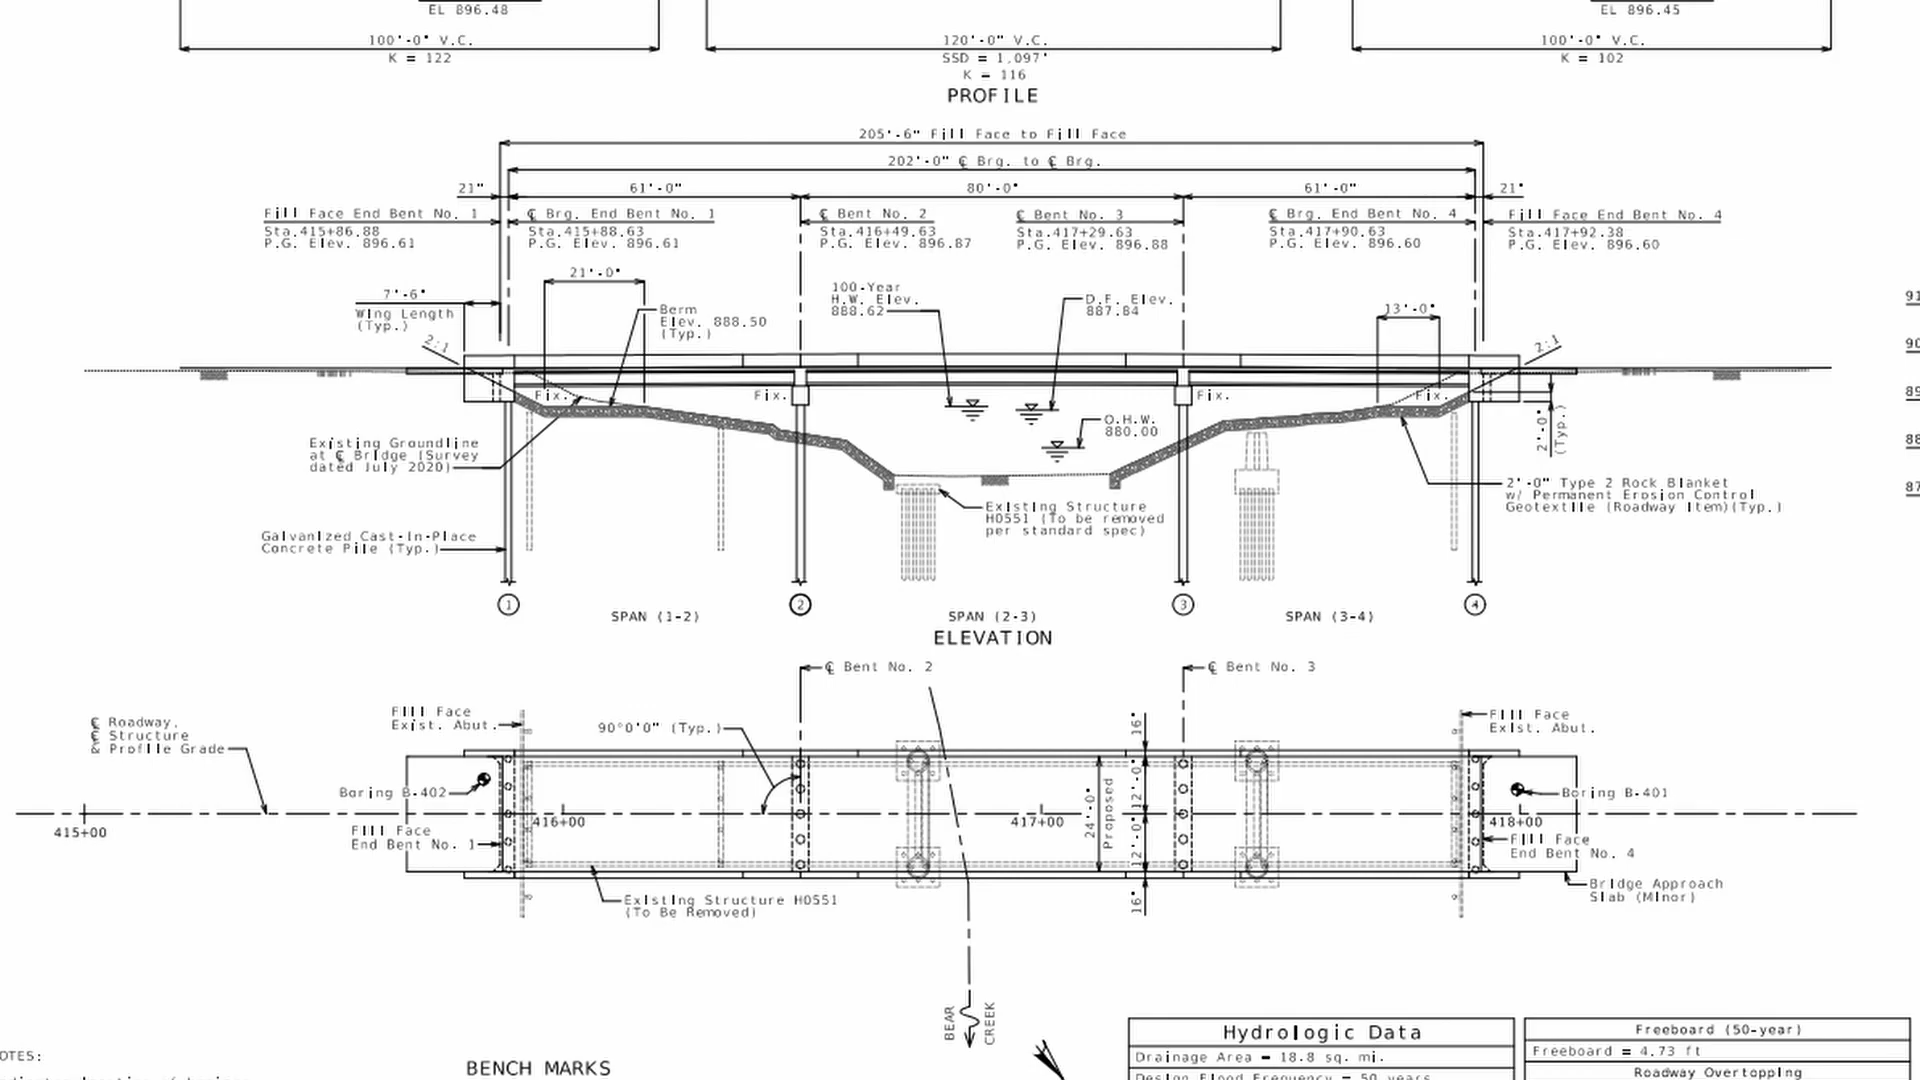 EL 896.48
EL 896.45
100'-0" V.C.
K = 122
120'-0" V.C.
SSD = 1,097'
K = 116
100'-0" V.C.
K = 102
PROFILE
205'-6" Fill Face to Fill Face
202'-0" ℄ Brg. to ℄ Brg.
21"
61'-0"
80'-0"
61'-0"
21"
Fill Face End Bent No. 1
Sta.415+86.88
P.G. Elev. 896.61
℄ Brg. End Bent No. 1
Sta.415+88.63
P.G. Elev. 896.61
℄ Bent No. 2
Sta.416+49.63
P.G. Elev. 896.87
℄ Bent No. 3
Sta.417+29.63
P.G. Elev. 896.88
℄ Brg. End Bent No. 4
Sta.417+90.63
P.G. Elev. 896.60
Fill Face End Bent No. 4
Sta.417+92.38
P.G. Elev. 896.60
7'-6"
Wing Length
(Typ.)
21'-0"
Berm
Elev. 888.50
(Typ.)
100-Year
H.W. Elev.
888.62
D.F. Elev.
887.84
13'-0"
2:1
2:1
Fix.
Fix.
Fix.
Fix.
O.H.W.
880.00
2'-0"
(Typ.)
Existing Groundline
at ℄ Bridge (Survey
dated July 2020)
Existing Structure
H0551 (To be removed
per standard spec)
2'-0" Type 2 Rock Blanket
w/ Permanent Erosion Control
Geotextile (Roadway Item)(Typ.)
Galvanized Cast-In-Place
Concrete Pile (Typ.)
1
2
3
4
SPAN (1-2)
SPAN (2-3)
SPAN (3-4)
ELEVATION
℄ Bent No. 2
℄ Bent No. 3
Fill Face
Exist. Abut.
Fill Face
Exist. Abut.
℄ Roadway,
℄ Structure
& Profile Grade
90°0'0" (Typ.)
16"
12'-0"
24'-0"
Proposed
12'-0"
16"
Boring B-402
Boring B-401
415+00
416+00
417+00
418+00
Fill Face
End Bent No. 1
Fill Face
End Bent No. 4
Existing Structure H0551
(To Be Removed)
Bridge Approach
Slab (Minor)
BEAR
CREEK
OTES:
BENCH MARKS
Hydrologic Data
Drainage Area = 18.8 sq. mi.
Design Flood Frequency = 50 years
Freeboard (50-year)
Freeboard = 4.73 ft
Roadway Overtopping